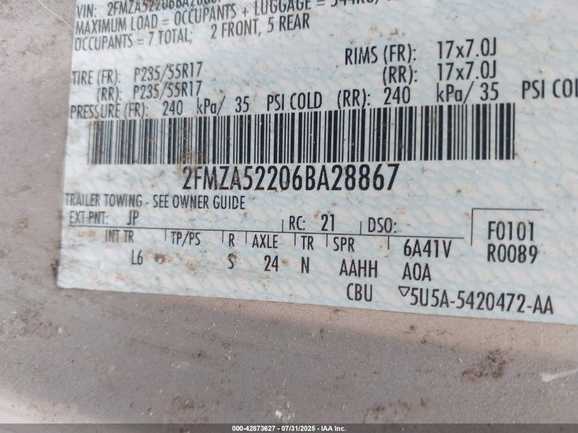 VIN: 2FMZA52206BA28867
MAXIMUM LOAD = OCCUPANTS + LUGGAGE =
OCCUPANTS = 7 TOTAL; 2 FRONT, 5 REAR
RIMS (FR): 17x7.0J
TIRE (FR): P235/55R17 (RR): 17x7.0J
(RR): P235/55R17
PRESSURE (FR): 240 kPa/ 35 PSI COLD (RR): 240 kPa/ 35 PSI COLD
2FMZA52206BA28867
TRAILER TOWING - SEE OWNER GUIDE
EXT-PNT: JP RC: 21 DSO: F0101
INT TR TP/PS R AXLE TR SPR 6A41V R0089
L6 S 24 N AAHH AOA
CBU ▽5U5A-5420472-AA
000-42873627 - 07/31/2025 - IAA Inc.